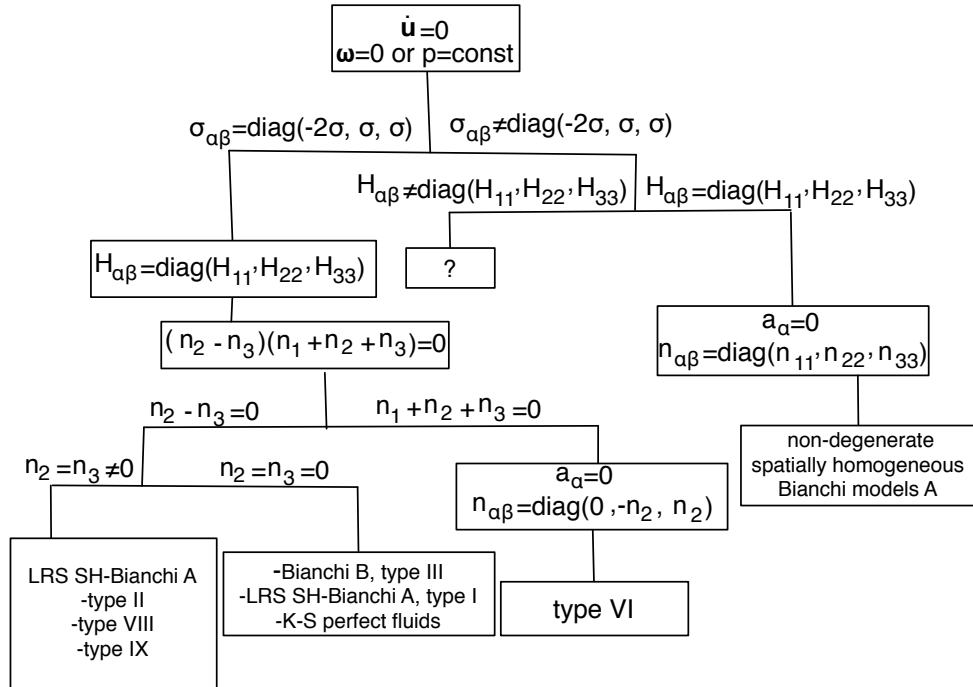 u̇=0
ω=0 or p=const
σαβ=diag(-2σ, σ, σ)
σαβ≠diag(-2σ, σ, σ)
Hαβ≠diag(H11,H22,H33)
Hαβ=diag(H11,H22,H33)
Hαβ=diag(H11,H22,H33)
?
aα=0
nαβ=diag(n11,n22,n33)
(n2 - n3)(n1+n2+n3)=0
n2 - n3=0
n1+n2+n3=0
non-degenerate
spatially homogeneous
Bianchi models A
n2=n3≠0
n2=n3=0
aα=0
nαβ=diag(0,-n2, n2)
LRS SH-Bianchi A
-type II
-type VIII
-type IX
-Bianchi B, type III
-LRS SH-Bianchi A, type I
-K-S perfect fluids
type VI